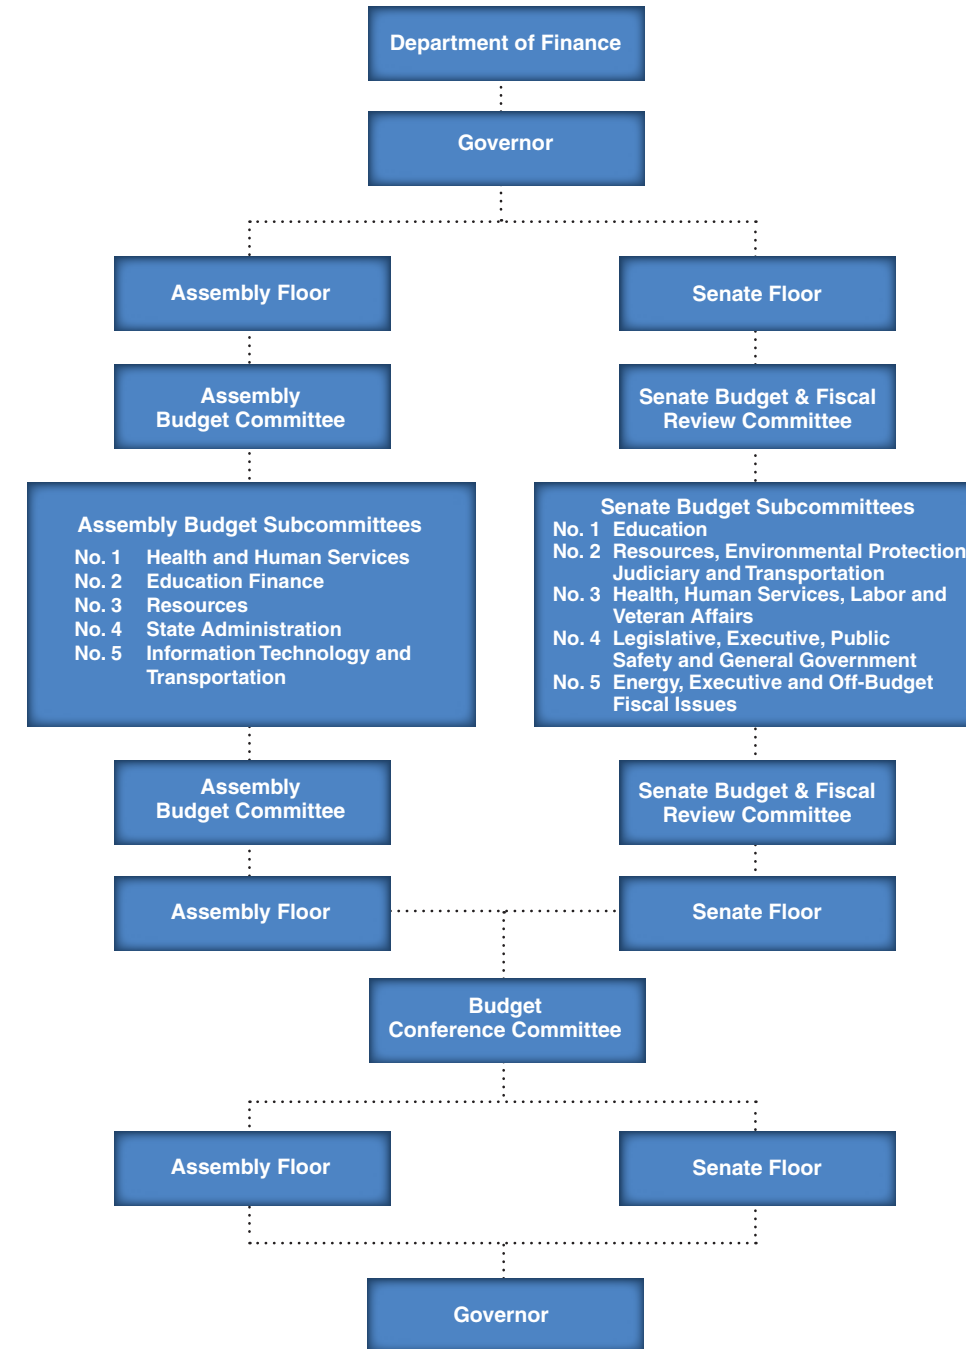 Department of Finance
Governor
Assembly Floor
Senate Floor
Assembly
Budget Committee
Senate Budget & Fiscal
Review Committee
Assembly Budget Subcommittees
No. 1 Health and Human Services
No. 2 Education Finance
No. 3 Resources
No. 4 State Administration
No. 5 Information Technology and
Transportation
Senate Budget Subcommittees
No. 1 Education
No. 2 Resources, Environmental Protection
Judiciary and Transportation
No. 3 Health, Human Services, Labor and
Veteran Affairs
No. 4 Legislative, Executive, Public
Safety and General Government
No. 5 Energy, Executive and Off-Budget
Fiscal Issues
Assembly
Budget Committee
Senate Budget & Fiscal
Review Committee
Assembly Floor
Senate Floor
Budget
Conference Committee
Assembly Floor
Senate Floor
Governor